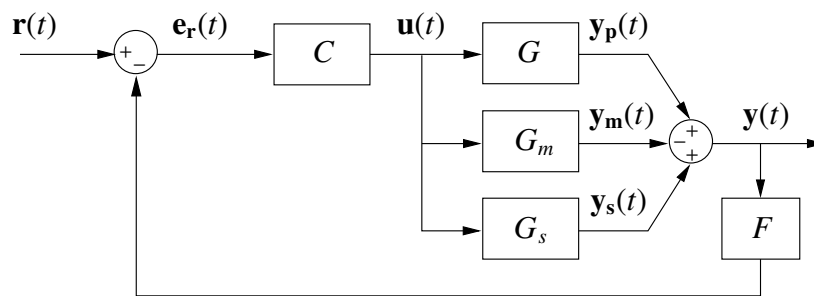 r(t)
e_r(t)
C
u(t)
G
y_p(t)
G_m
y_m(t)
y(t)
G_s
y_s(t)
F
+
−
+
−
+